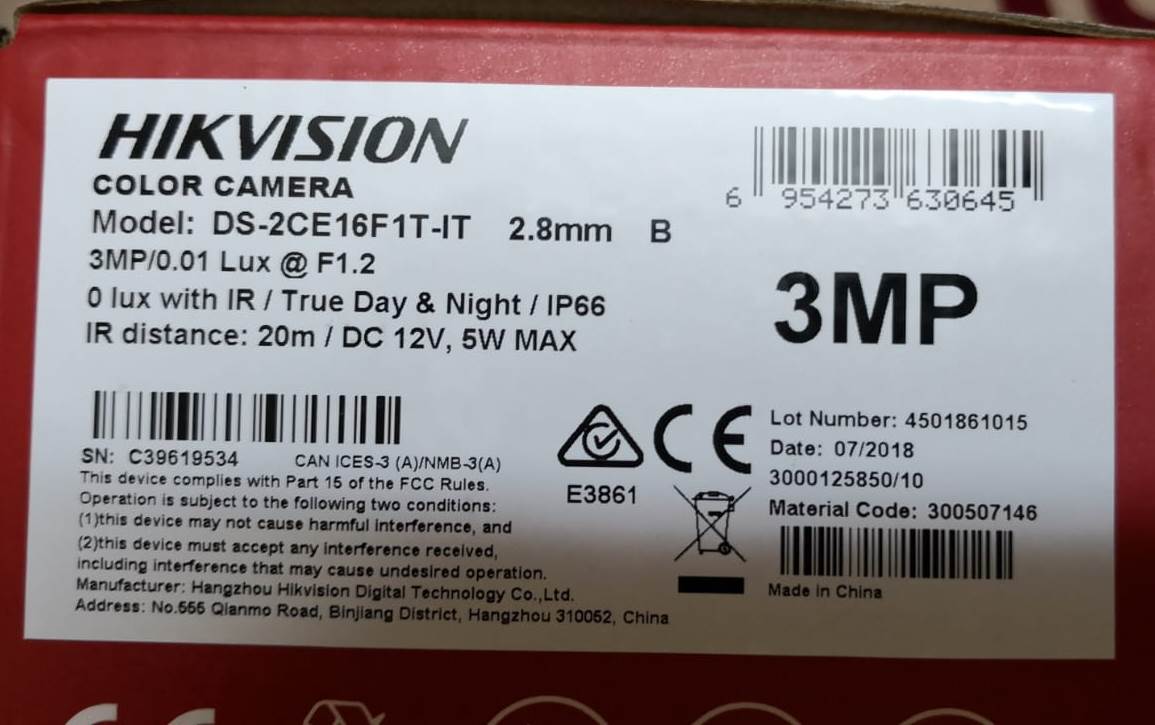 HIKVISION
COLOR CAMERA
Model: DS-2CE16F1T-IT 2.8mm B
3MP/0.01 Lux @ F1.2
0 lux with IR / True Day & Night / IP66
IR distance: 20m / DC 12V, 5W MAX
6 954273 630645
3MP
SN: C39619534 CAN ICES-3 (A)/NMB-3(A)
This device complies with Part 15 of the FCC Rules.
Operation is subject to the following two conditions:
(1)this device may not cause harmful interference, and
(2)this device must accept any interference received,
including interference that may cause undesired operation.
Manufacturer: Hangzhou Hikvision Digital Technology Co.,Ltd.
Address: No.555 Qianmo Road, Binjiang District, Hangzhou 310052, China
CE
E3861
Lot Number: 4501861015
Date: 07/2018
3000125850/10
Material Code: 300507146
Made in China